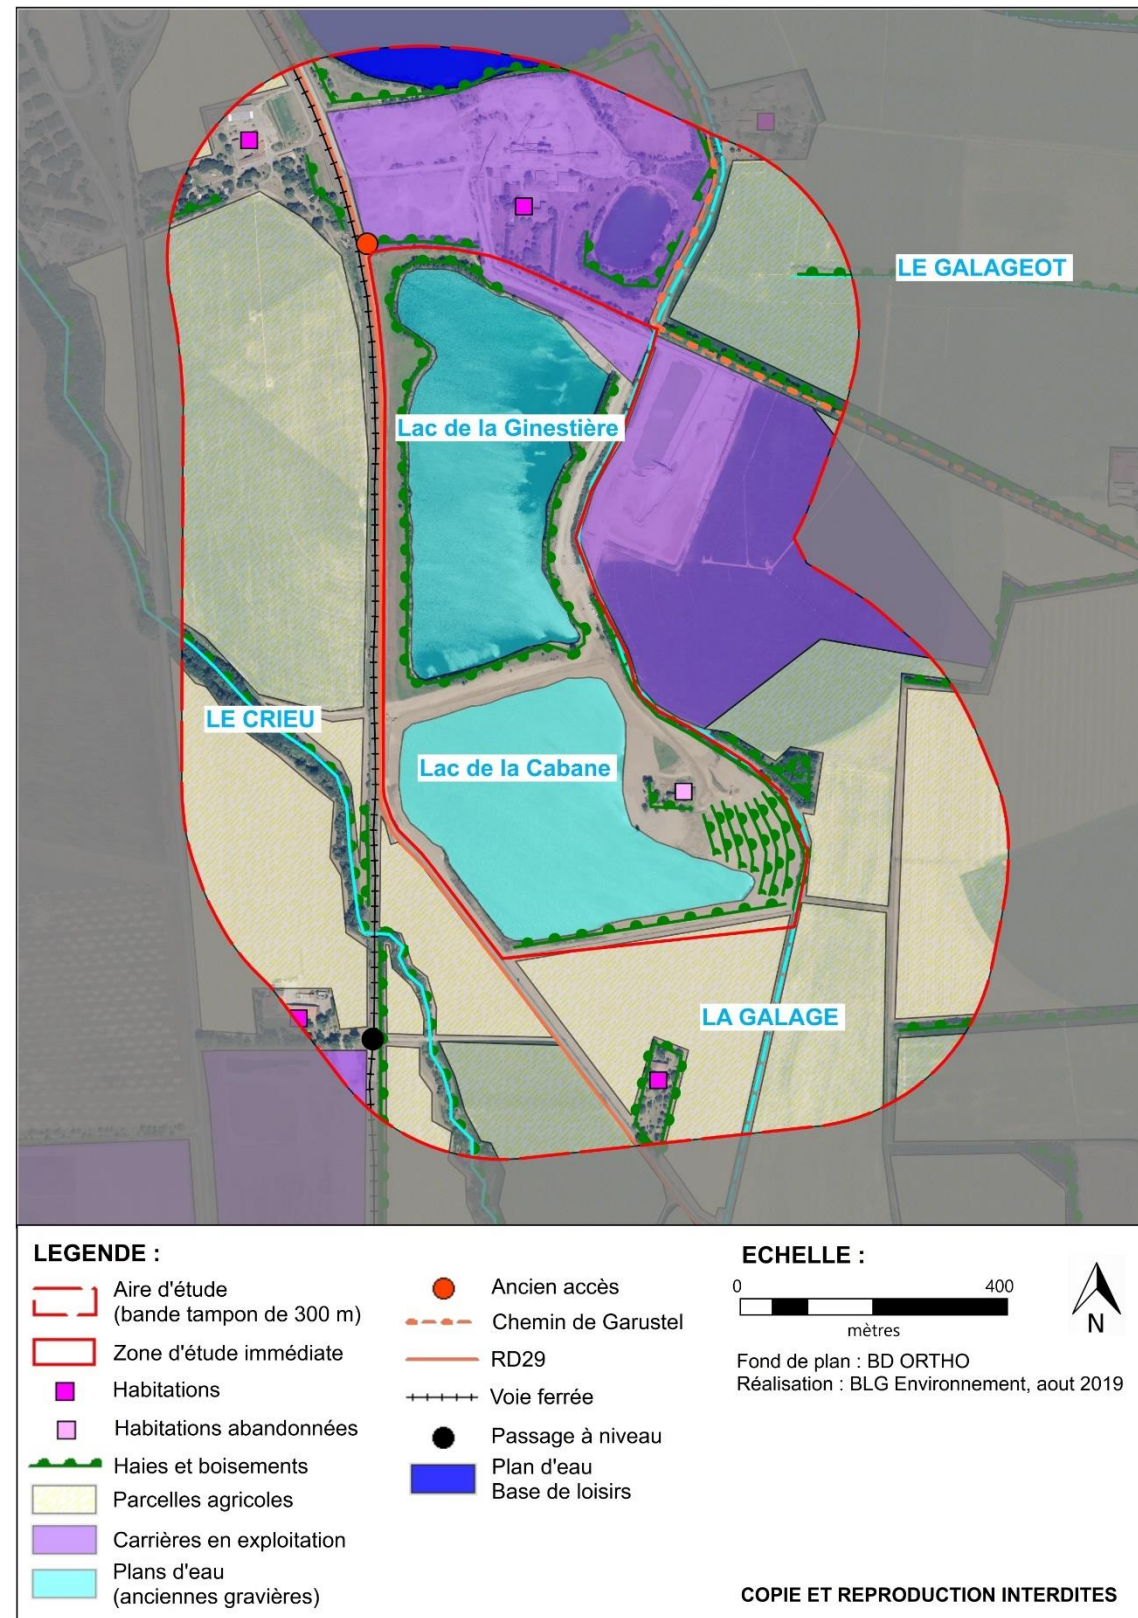 LE GALAGEOT
Lac de la Ginestière
LE CRIEU
Lac de la Cabane
LA GALAGE
LEGENDE :
Aire d'étude
(bande tampon de 300 m)
Zone d'étude immédiate
Habitations
Habitations abandonnées
Haies et boisements
Parcelles agricoles
Carrières en exploitation
Plans d'eau
(anciennes gravières)
Ancien accès
Chemin de Garustel
RD29
Voie ferrée
Passage à niveau
Plan d'eau
Base de loisirs
ECHELLE :
0 400
mètres
N
Fond de plan : BD ORTHO
Réalisation : BLG Environnement, aout 2019
COPIE ET REPRODUCTION INTERDITES